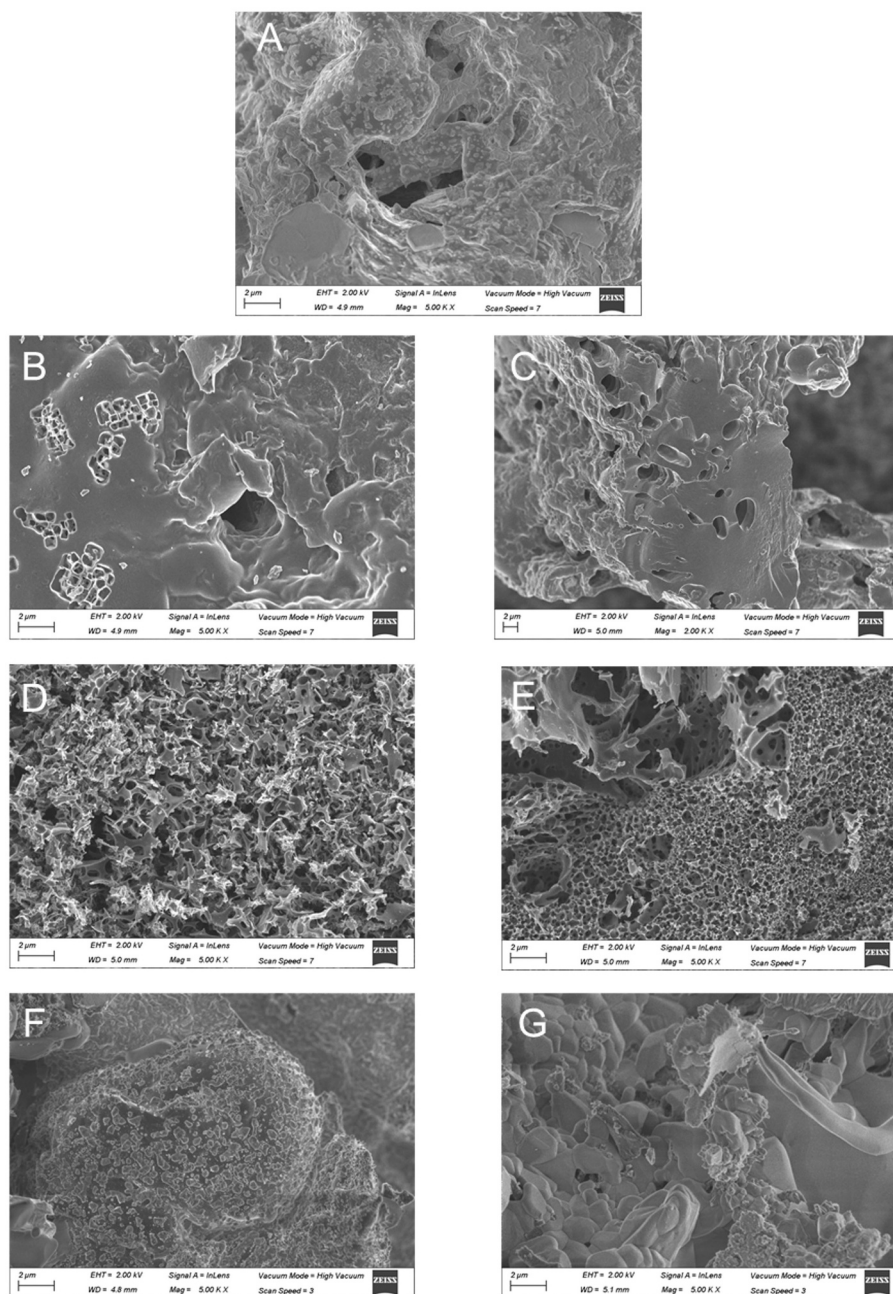 A
2 µm EHT = 2.00 kV Signal A = InLens Vacuum Mode = High Vacuum ZEISS
WD = 4.9 mm Mag = 5.00 K X Scan Speed = 7
B
2 µm EHT = 2.00 kV Signal A = InLens Vacuum Mode = High Vacuum ZEISS
WD = 4.9 mm Mag = 5.00 K X Scan Speed = 7
C
2 µm EHT = 2.00 kV Signal A = InLens Vacuum Mode = High Vacuum ZEISS
WD = 5.0 mm Mag = 2.00 K X Scan Speed = 7
D
2 µm EHT = 2.00 kV Signal A = InLens Vacuum Mode = High Vacuum ZEISS
WD = 5.0 mm Mag = 5.00 K X Scan Speed = 7
E
2 µm EHT = 2.00 kV Signal A = InLens Vacuum Mode = High Vacuum ZEISS
WD = 5.0 mm Mag = 5.00 K X Scan Speed = 7
F
2 µm EHT = 2.00 kV Signal A = InLens Vacuum Mode = High Vacuum ZEISS
WD = 4.8 mm Mag = 5.00 K X Scan Speed = 3
G
2 µm EHT = 2.00 kV Signal A = InLens Vacuum Mode = High Vacuum ZEISS
WD = 5.1 mm Mag = 5.00 K X Scan Speed = 3